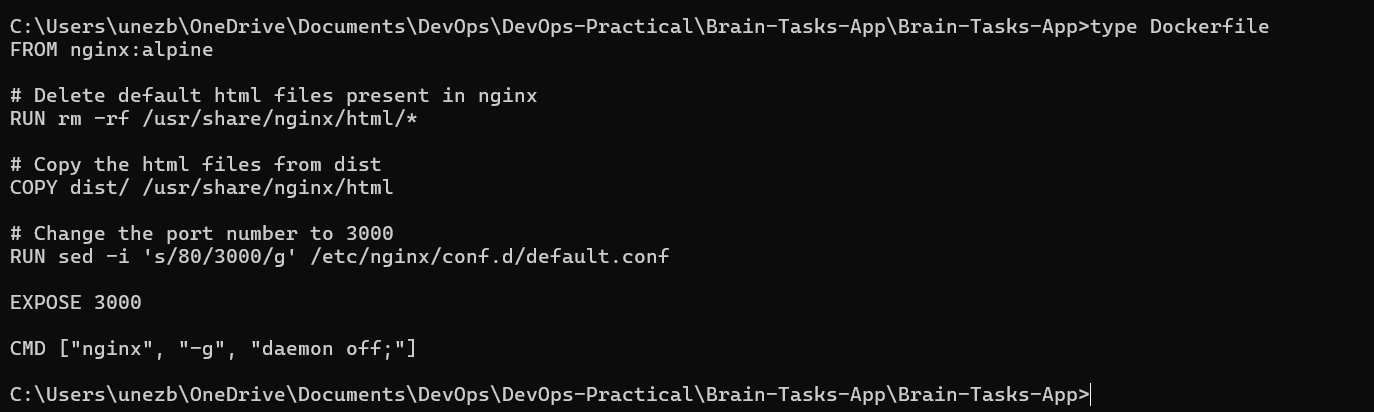 C:\Users\unezb\OneDrive\Documents\DevOps\DevOps-Practical\Brain-Tasks-App\Brain-Tasks-App>type Dockerfile
FROM nginx:alpine
# Delete default html files present in nginx
RUN rm -rf /usr/share/nginx/html/*
# Copy the html files from dist
COPY dist/ /usr/share/nginx/html
# Change the port number to 3000
RUN sed -i 's/80/3000/g' /etc/nginx/conf.d/default.conf
EXPOSE 3000
CMD ["nginx", "-g", "daemon off;"]
C:\Users\unezb\OneDrive\Documents\DevOps\DevOps-Practical\Brain-Tasks-App\Brain-Tasks-App>